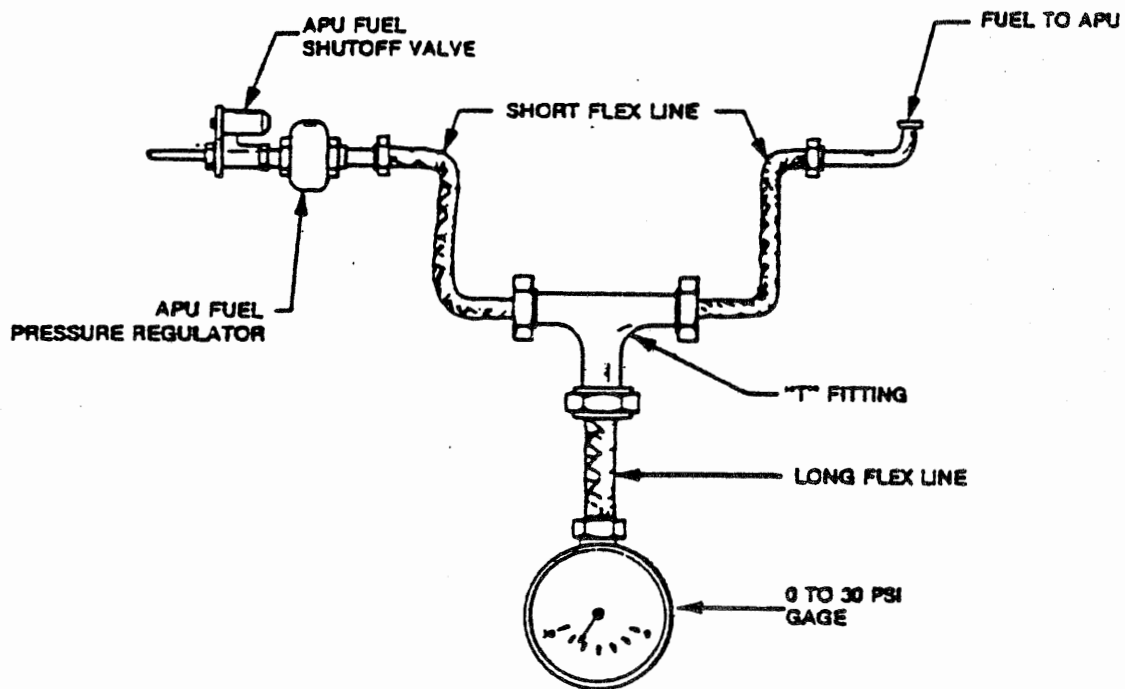 APU FUEL
SHUTOFF VALVE
FUEL TO APU
SHORT FLEX LINE
APU FUEL
PRESSURE REGULATOR
"T" FITTING
LONG FLEX LINE
0 TO 30 PSI
GAGE